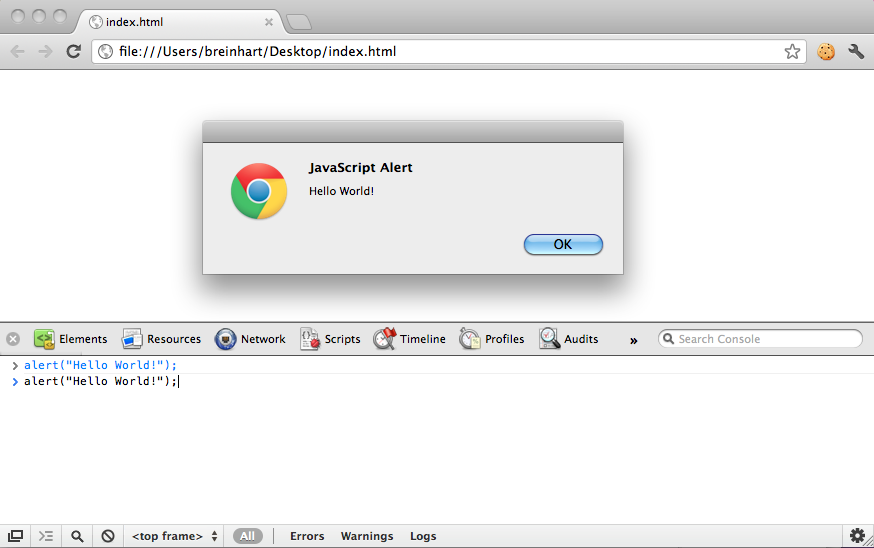 index.html
file:///Users/breinhart/Desktop/index.html
JavaScript Alert
Hello World!
OK
Elements Resources Network Scripts Timeline Profiles Audits » Search Console
> alert("Hello World!");
> alert("Hello World!");
<top frame> All Errors Warnings Logs